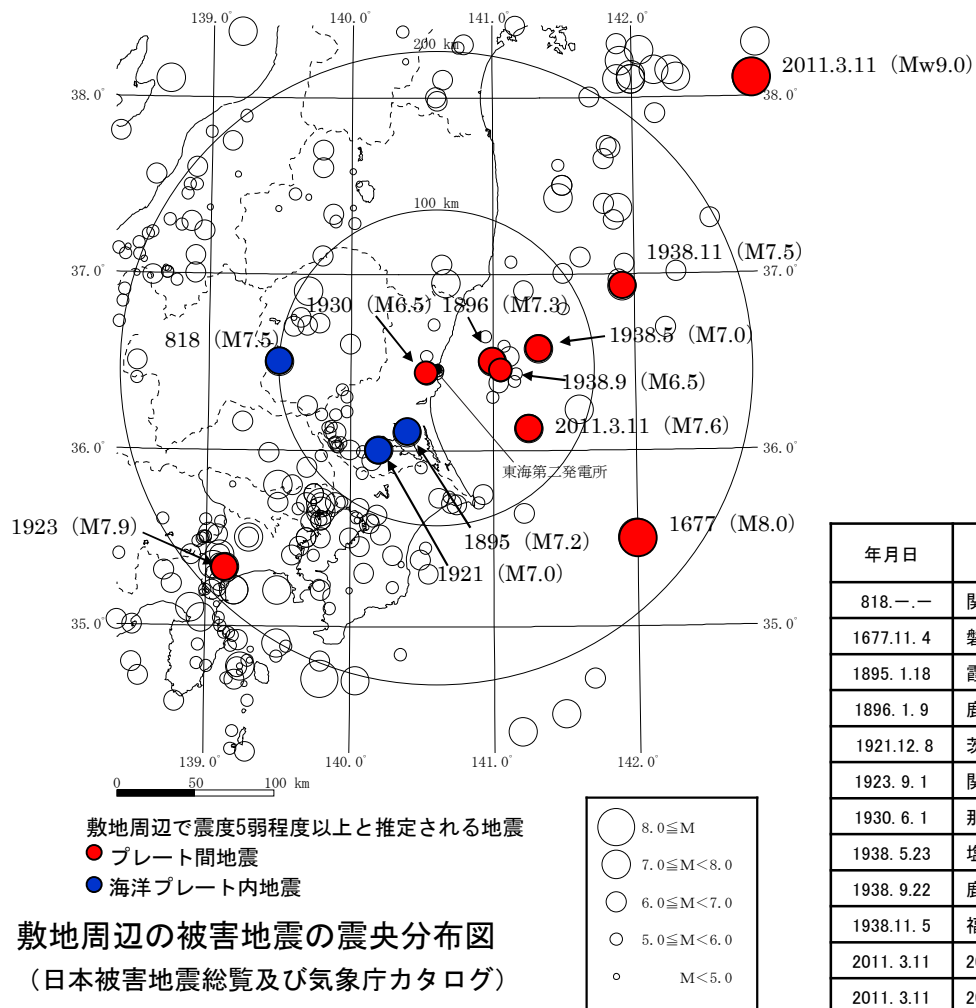 139.0°
140.0°
141.0°
142.0°
200 km
2011.3.11（Mw9.0）
38.0°
38.0°
100 km
1938.11（M7.5）
37.0°
37.0°
1930（M6.5）
1896（M7.3）
818（M7.5）
1938.5（M7.0）
1938.9（M6.5）
2011.3.11（M7.6）
36.0°
36.0°
東海第二発電所
1923（M7.9）
1677（M8.0）
1895（M7.2）
1921（M7.0）
35.0°
35.0°
139.0°
140.0°
141.0°
142.0°
0 50 100 km
敷地周辺で震度5弱程度以上と推定される地震
プレート間地震
海洋プレート内地震
敷地周辺の被害地震の震央分布図
（日本被害地震総覧及び気象庁カタログ）
8.0≦M
7.0≦M<8.0
6.0≦M<7.0
5.0≦M<6.0
M<5.0
年月日
818.－.－
1677.11. 4
1895. 1.18
1896. 1. 9
1921.12. 8
1923. 9. 1
1930. 6. 1
1938. 5.23 塩
1938. 9.22
1938.11. 5 福
2011. 3.11 20
2011. 3.11 20